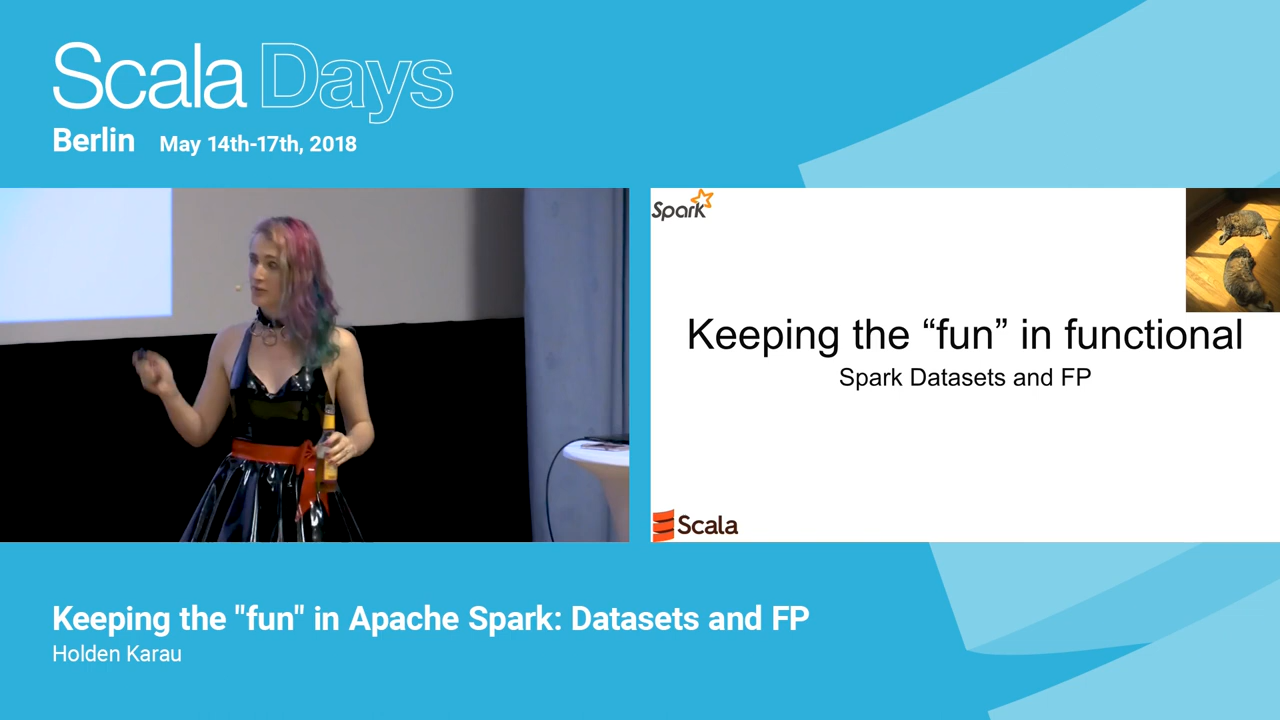 Scala Days
Berlin May 14th-17th, 2018
Spark
Keeping the “fun” in functional
Spark Datasets and FP
Scala
Keeping the "fun" in Apache Spark: Datasets and FP
Holden Karau